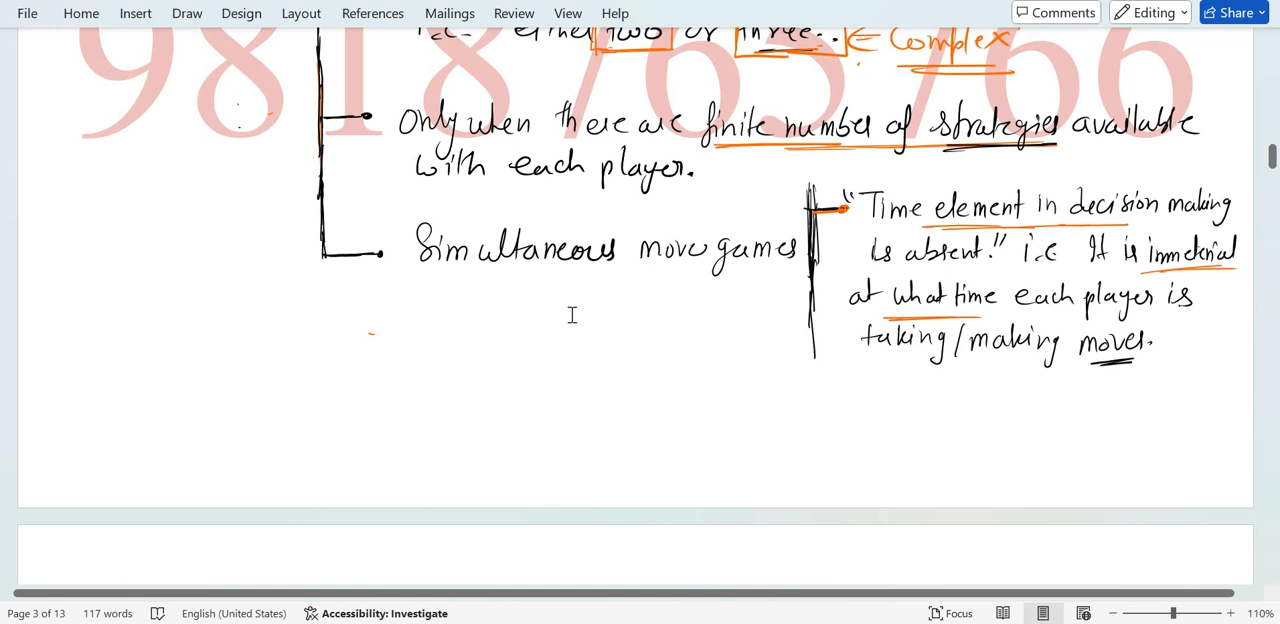 File Home Insert Draw Design Layout References Mailings Review View Help Comments Editing Share
either two or three.. ∈ Complex
9818763766
Only when there are finite number of strategies available
with each player.
Simultaneous move games
"Time element in decision making
is absent." i.e It is immeterial
at what time each player is
taking/making moves.
Page 3 of 13 117 words English (United States) Accessibility: Investigate Focus 110%